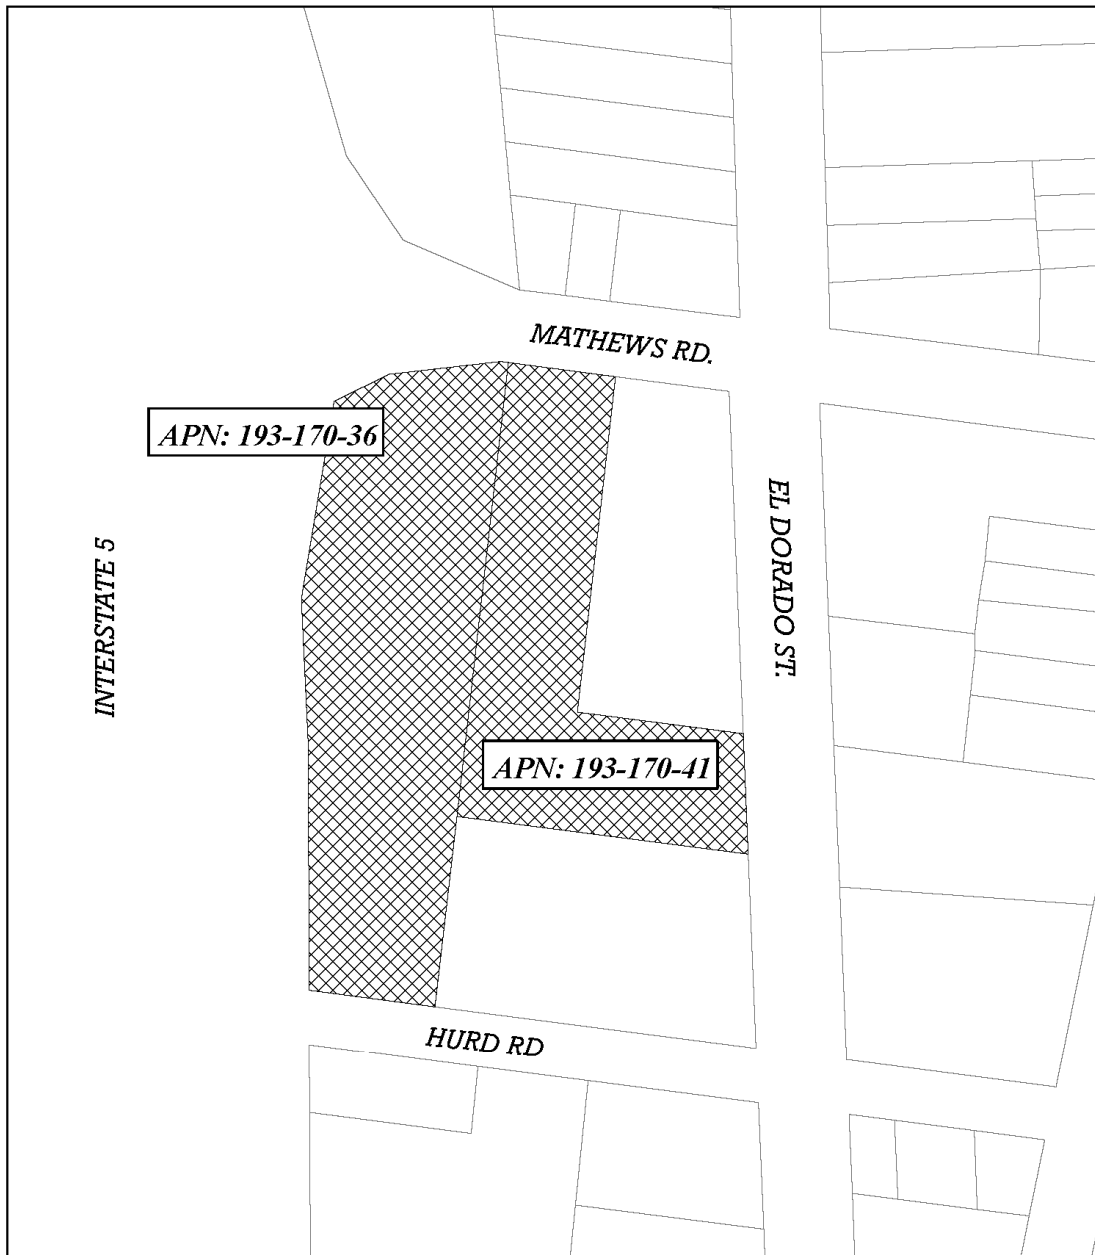 MATHEWS RD.
APN: 193-170-36
EL DORADO ST.
INTERSTATE 5
APN: 193-170-41
HURD RD